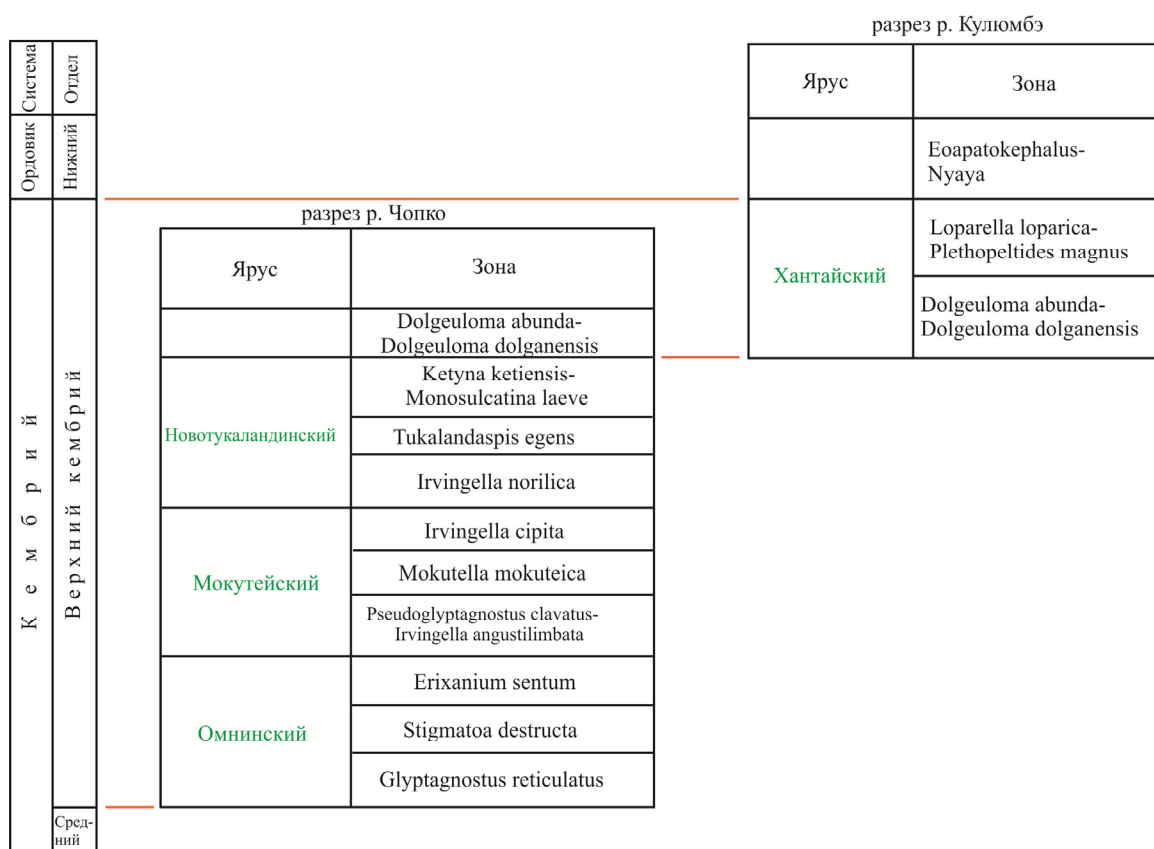 разрез р. Кулюмбэ
Система
Отдел
Ярус
Зона
Ордовик
Нижний
Eoapatokephalus-
Nyaya
разрез р. Чопко
Ярус
Зона
Хантайский
Loparella loparica-
Plethopeltides magnus
Dolgeuloma abunda-
Dolgeuloma dolganensis
Dolgeuloma abunda-
Dolgeuloma dolganensis
Кембрий
Верхний кембрий
Новотукаландинский
Ketyna ketiensis-
Monosulcatina laeve
Tukalandaspis egens
Irvingella norilica
Мокутейский
Irvingella cipita
Mokutella mokuteica
Pseudoglyptagnostus clavatus-
Irvingella angustilimbata
Омнинский
Erixanium sentum
Stigmatoa destructa
Glyptagnostus reticulatus
Сред-
ний